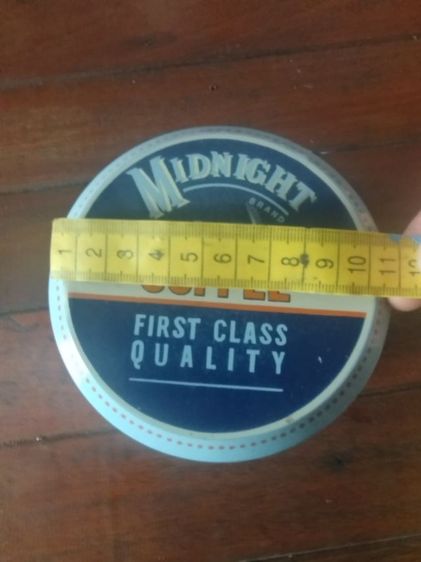 MIDNIGHT
BRAND
1 2 3 4 5 6 7 8 9 10 11 12
FIRST CLASS
QUALITY